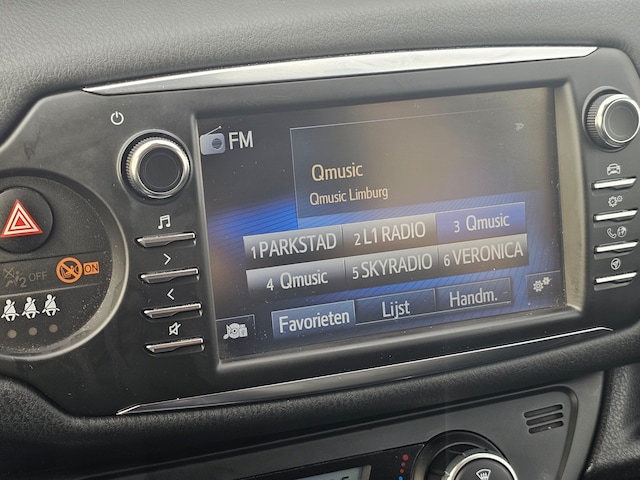 FM
Qmusic
Qmusic Limburg
1 PARKSTAD 2 L1 RADIO 3 Qmusic
4 Qmusic 5 SKYRADIO 6 VERONICA
Favorieten Lijst Handm.
2 OFF ON